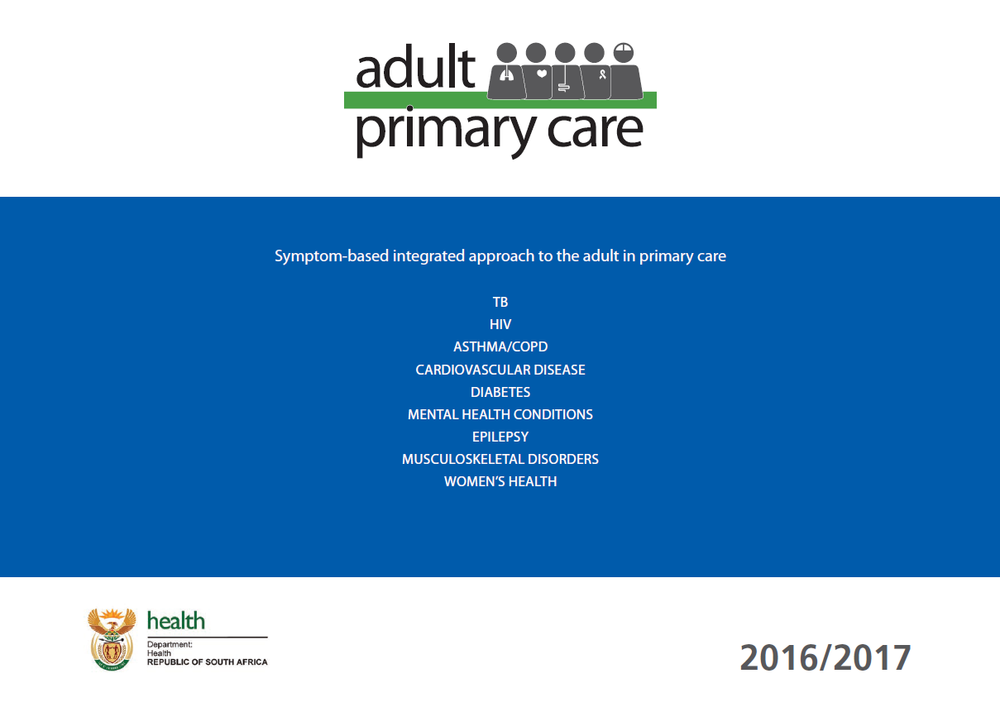 adult
primary care
Symptom-based integrated approach to the adult in primary care
TB
HIV
ASTHMA/COPD
CARDIOVASCULAR DISEASE
DIABETES
MENTAL HEALTH CONDITIONS
EPILEPSY
MUSCULOSKELETAL DISORDERS
WOMEN'S HEALTH
health
Department:
Health
REPUBLIC OF SOUTH AFRICA
2016/2017